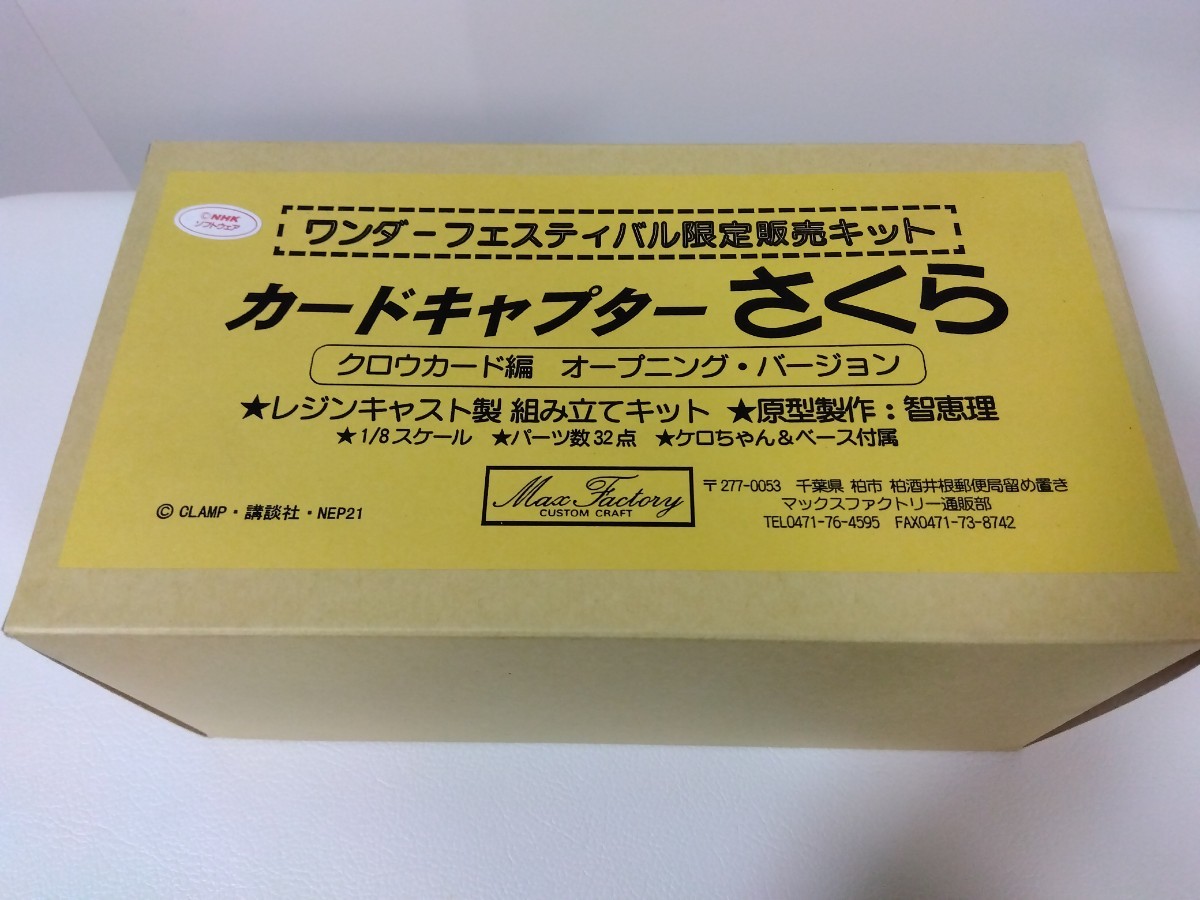 ©NHK
ソフトウェア
ワンダーフェスティバル限定販売キット
カードキャプターさくら
クロウカード編 オープニング・バージョン
★レジンキャスト製 組み立てキット ★原型製作：智恵理
★1/8スケール ★パーツ数32点 ★ケロちゃん＆ベース付属
© CLAMP・講談社・NEP21
Max Factory
CUSTOM CRAFT
〒277-0053 千葉県 柏市 柏酒井根郵便局留め置き
マックスファクトリー通販部
TEL0471-76-4595 FAX0471-73-8742